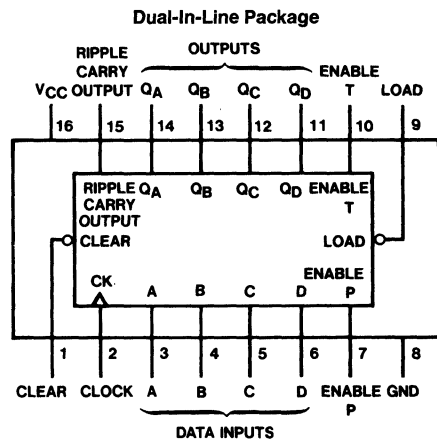 Dual-In-Line Package
OUTPUTS
RIPPLE
CARRY
OUTPUT
VCC
QA QB QC QD
ENABLE
T
LOAD
16 15 14 13 12 11 10 9
RIPPLE
CARRY
OUTPUT
QA QB QC QD
ENABLE
T
CLEAR
LOAD
CK
A B C D
ENABLE
P
1 2 3 4 5 6 7 8
CLEAR CLOCK A B C D ENABLE GND
P
DATA INPUTS